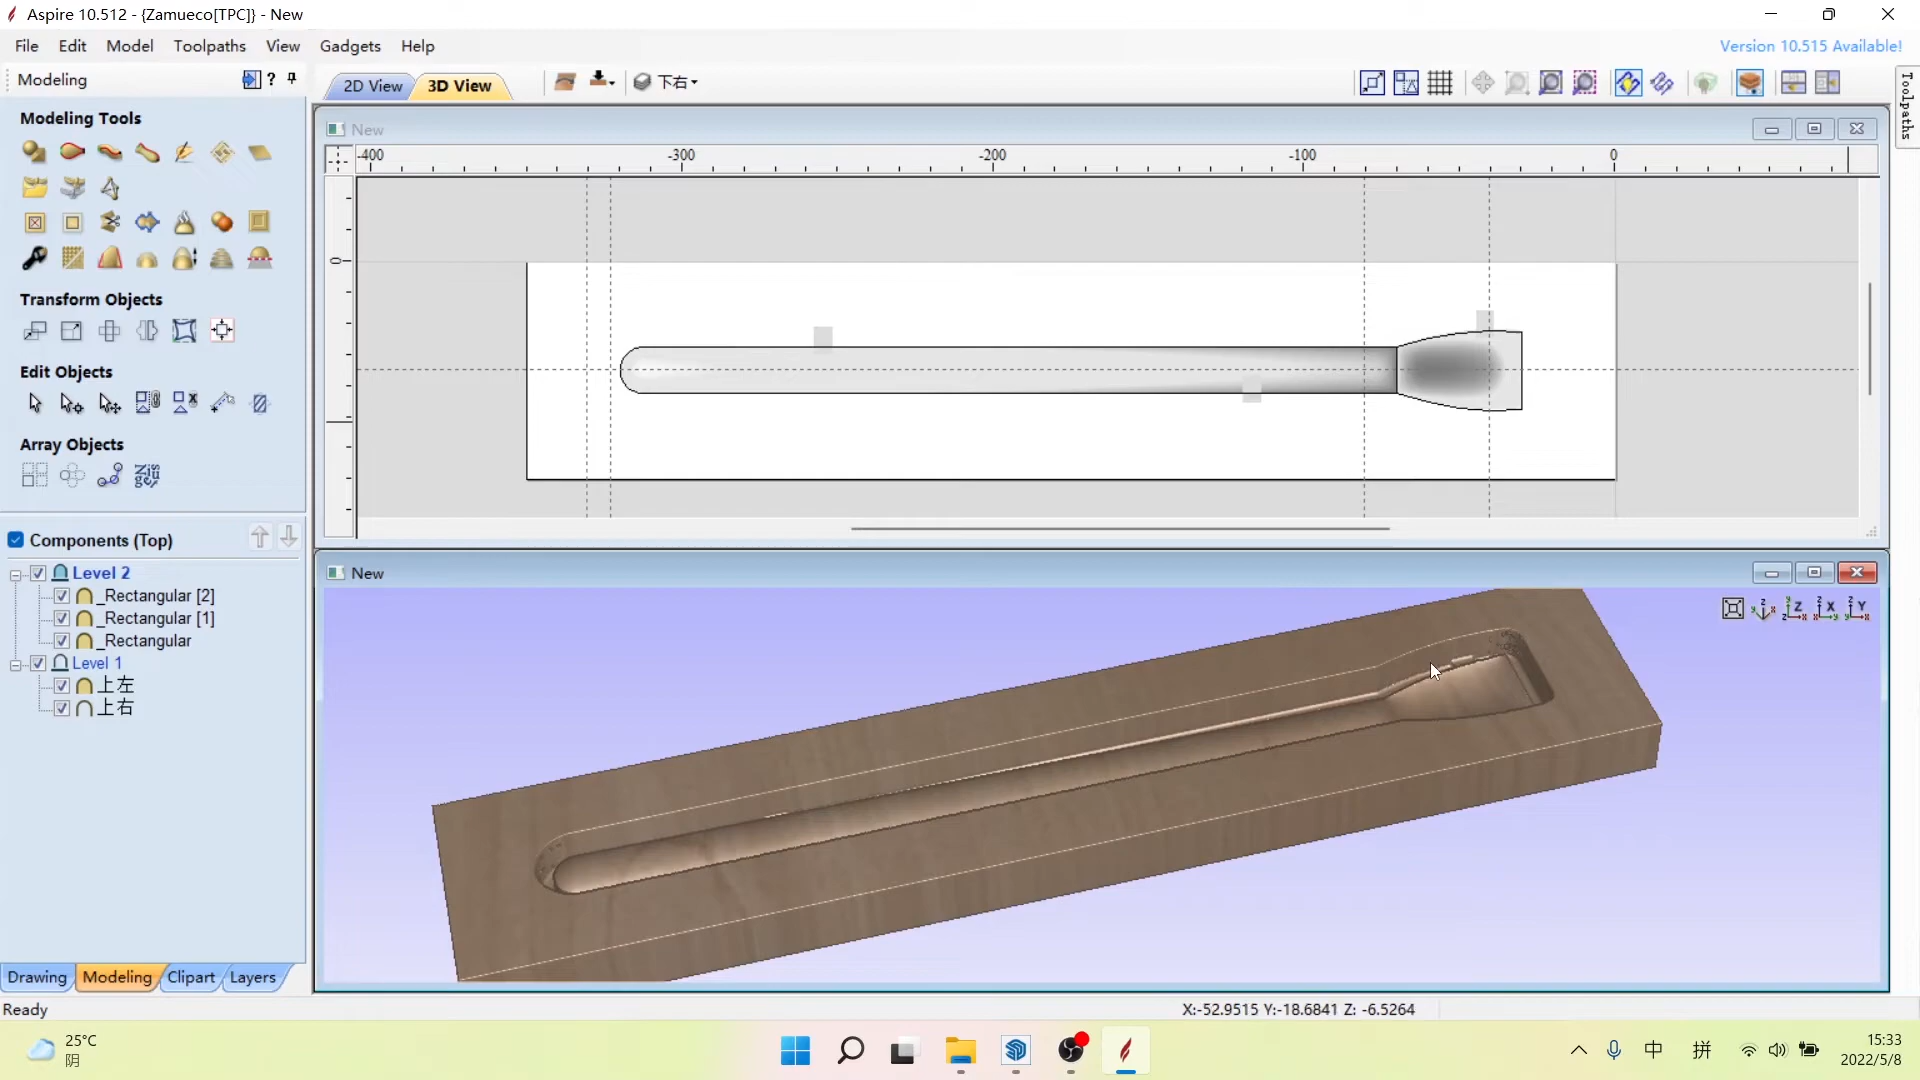 Aspire 10.512 - {Zamueco[TPC]} - New
File Edit Model Toolpaths View Gadgets Help
Version 10.515 Available!
Modeling
?
2D View
3D View
下右
Toolpaths
Modeling Tools
New
-400
-300
-200
-100
0
0
Transform Objects
Edit Objects
Array Objects
Components (Top)
Level 2
_Rectangular [2]
_Rectangular [1]
_Rectangular
Level 1
上左
上右
New
Drawing
Modeling
Clipart
Layers
Ready
X:-52.9515 Y:-18.6841 Z: -6.5264
25°C
阴
中
拼
15:33
2022/5/8